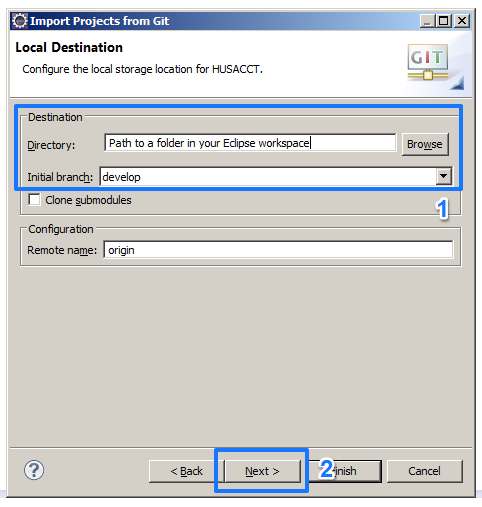 Import Projects from Git
Local Destination
Configure the local storage location for HUSACCT.
GIT
Destination
Directory: Path to a folder in your Eclipse workspace Browse
Initial branch: develop
Clone submodules
1
Configuration
Remote name: origin
? < Back Next > 2 inish Cancel